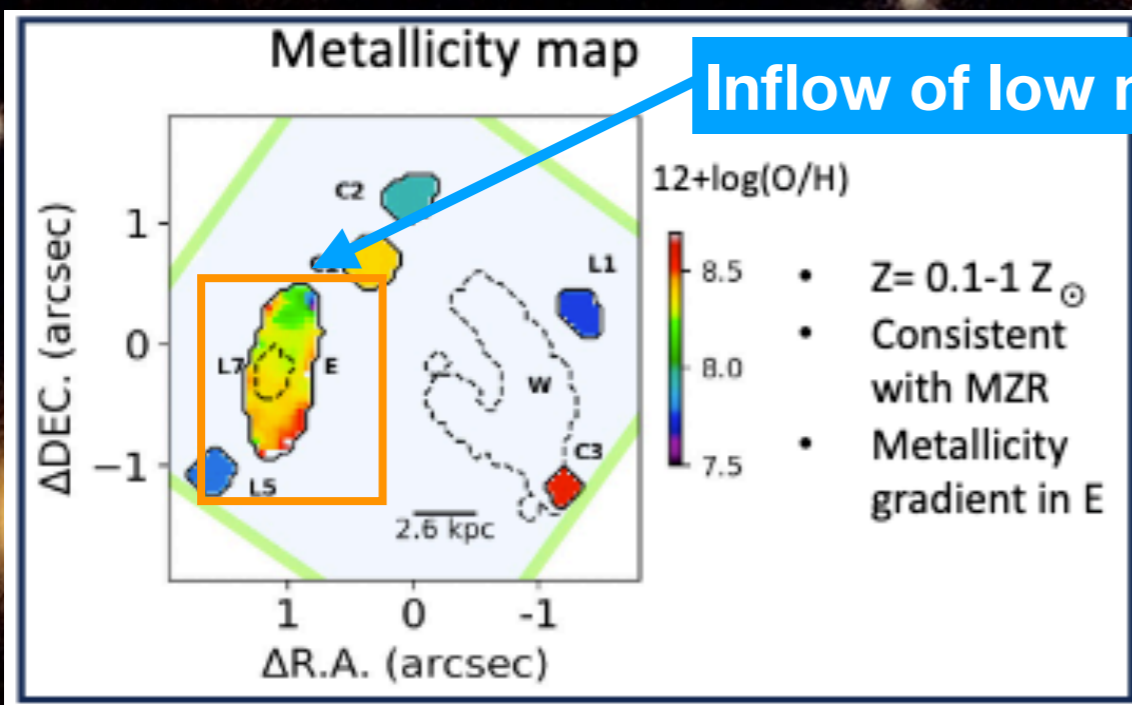 Metallicity map
Inflow of low
12+log(O/H)
C2
L1
L7
E
W
C3
L5
2.6 kpc
1
0
−1
ΔDEC. (arcsec)
1
0
-1
ΔR.A. (arcsec)
8.5
8.0
7.5
• Z= 0.1-1 Z⊙
• Consistent
with MZR
• Metallicity
gradient in E